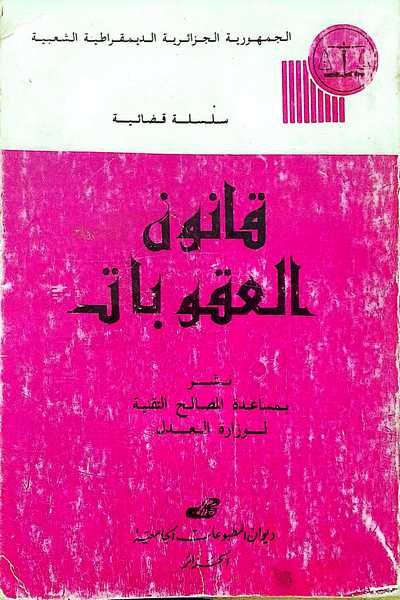 الجمهورية الجزائرية الديمقراطية الشعبية
سلسلة قضائية
قانون
العقوبات
نشر
بمساعدة المصالح التقنية
لوزارة العدل
ديوان المطبوعات الجامعية
الجزائر